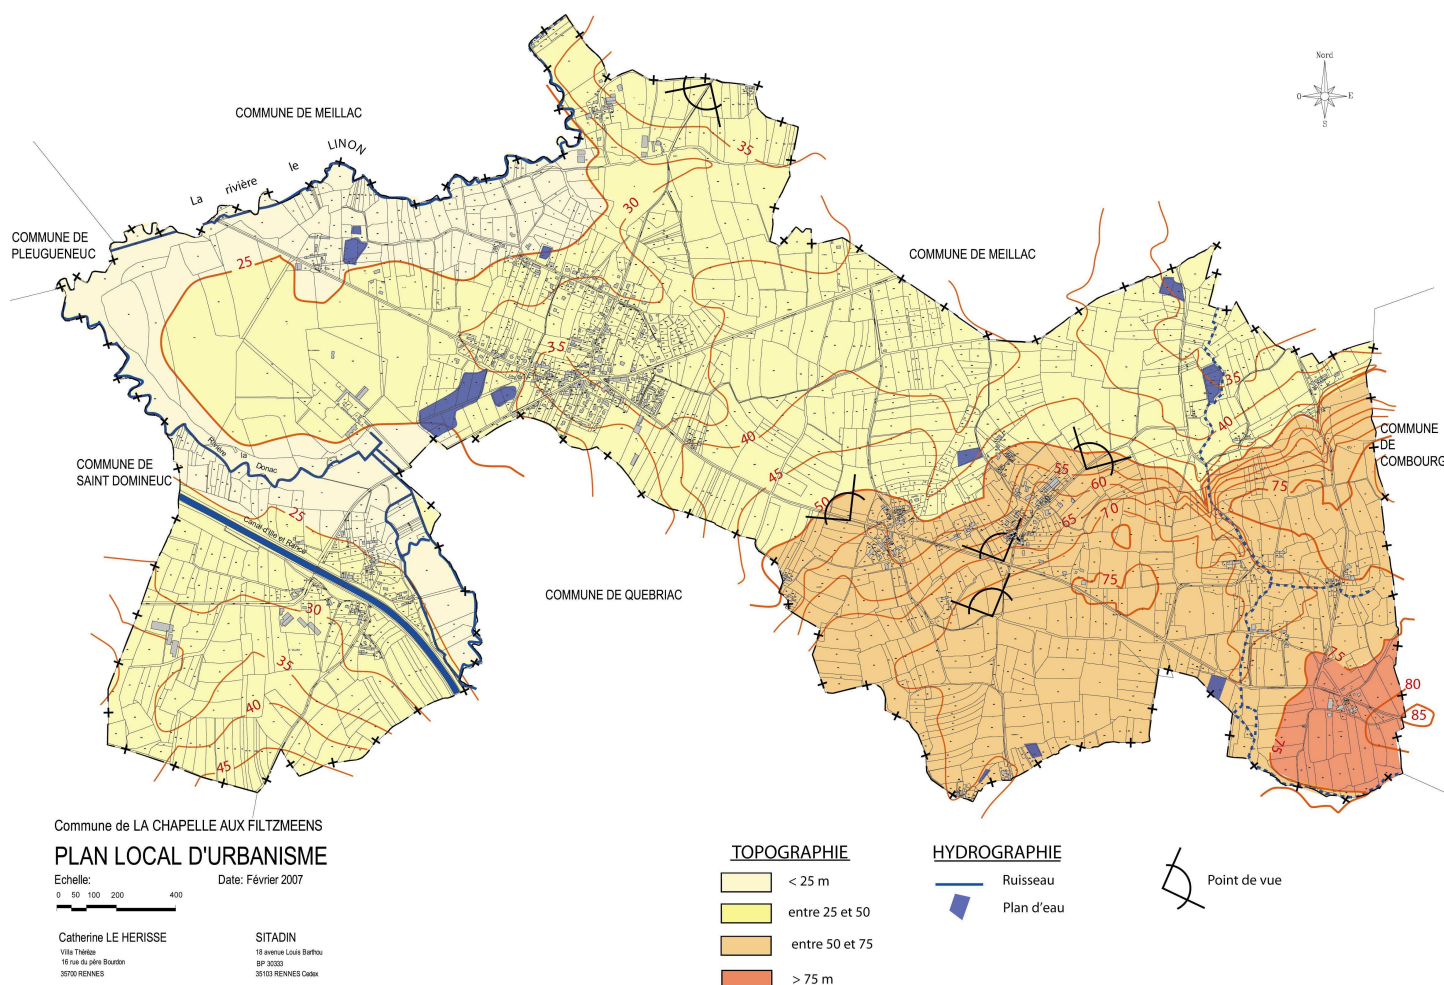 Nord
O
E
S
COMMUNE DE MEILLAC
La rivière le LINON
COMMUNE DE
PLEUGUENEUC
COMMUNE DE MEILLAC
35
30
25
35
35
40
40
45
50
55
60
65
70
75
75
75
75
80
85
COMMUNE
DE
COMBOURG
COMMUNE DE
SAINT DOMINEUC
Rivière la Donac
25
Canal d'Ille et Rance
30
35
40
45
COMMUNE DE QUEBRIAC
Commune de LA CHAPELLE AUX FILTZMEENS
PLAN LOCAL D'URBANISME
Echelle:
Date: Février 2007
0 50 100 200 400
Catherine LE HERISSE
Villa Thérèze
16 rue du père Bourdon
35700 RENNES
SITADIN
18 avenue Louis Barthou
BP 30333
35103 RENNES Cedex
TOPOGRAPHIE
< 25 m
entre 25 et 50
entre 50 et 75
> 75 m
HYDROGRAPHIE
Ruisseau
Plan d'eau
Point de vue